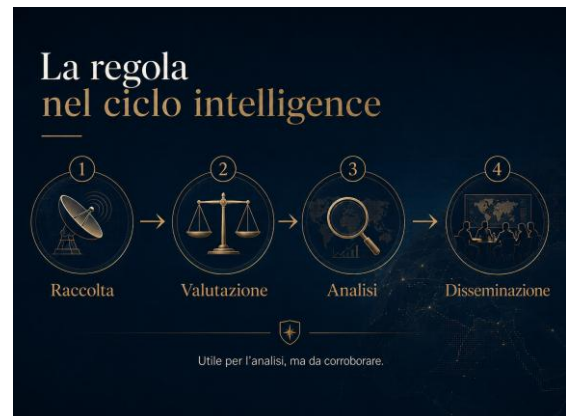 La regola
nel ciclo intelligence
1 2 3 4
Raccolta Valutazione Analisi Disseminazione
Utile per l'analisi, ma da corroborare.